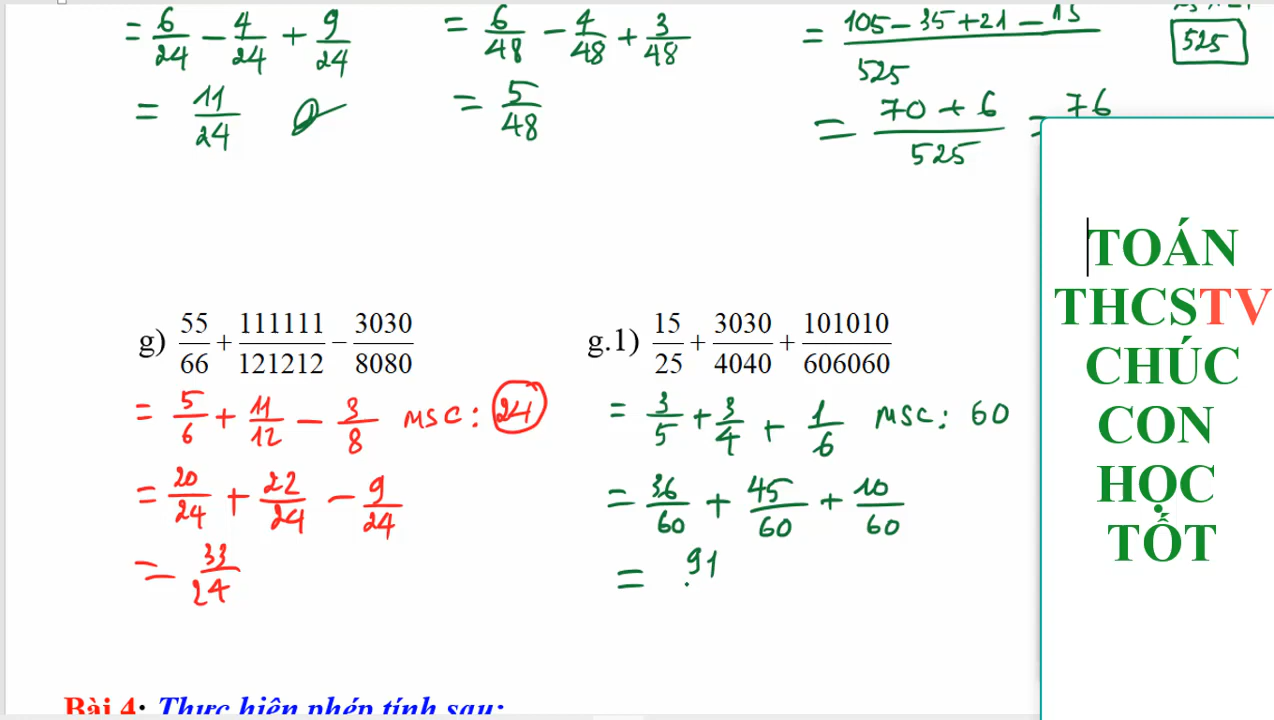 = 6/24 - 4/24 + 9/24
= 11/24
= 6/48 - 4/48 + 3/48
= 5/48
= 105 - 35 + 21 - 15 / 525
525
= 70 + 6 / 525 = 76
g) 55/66 + 111111/121212 - 3030/8080
= 5/6 + 11/12 - 3/8 MSC: 24
= 20/24 + 22/24 - 9/24
= 33/24
g.1) 15/25 + 3030/4040 + 101010/606060
= 3/5 + 3/4 + 1/6 MSC: 60
= 36/60 + 45/60 + 10/60
= 91
TOÁN
THCSTV
CHÚC
CON
HỌC
TỐT
Bài 4: Thực hiện phép tính sau: